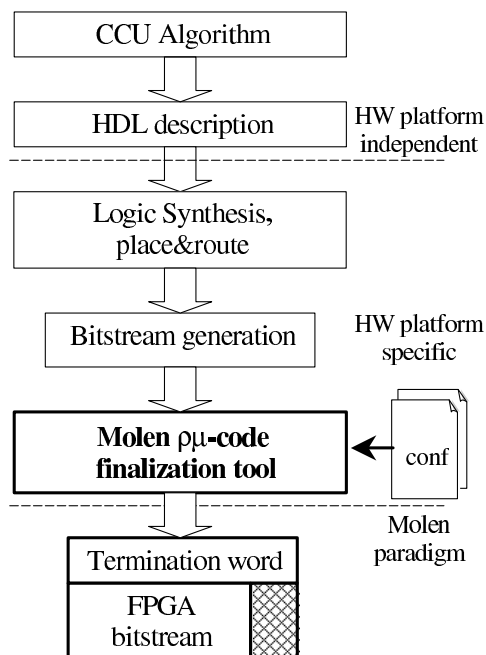 CCU Algorithm
HDL description
HW platform
independent
Logic Synthesis,
place&route
Bitstream generation
HW platform
specific
Molen ρμ-code
finalization tool
conf
Molen
paradigm
Termination word
FPGA
bitstream